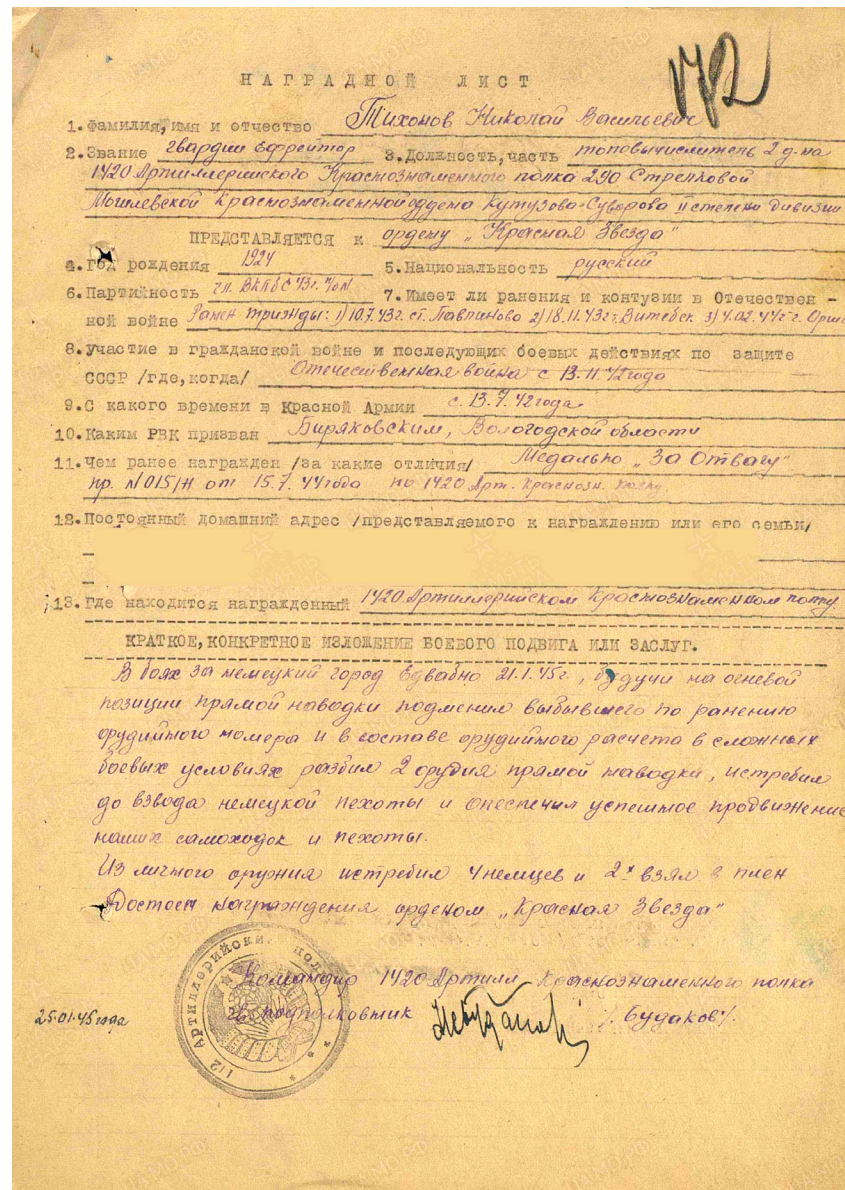 172
НАГРАДНОЙ ЛИСТ
1. Фамилия, имя и отчество Тихонов Николай Васильевич
2. Звание гвардии Ефрейтор 3. Должность, часть топовычислитель 2 д-на
1420 Артиллерийского Краснознаменного полка 290 Стрелковой
Могилевской Краснознаменной ордена Кутузова-Суворова II степени дивизии
ПРЕДСТАВЛЯЕТСЯ к ордену „Красная Звезда"
4. Год рождения 1924 5. Национальность русский
6. Партийность чл. ВКПб с 43г. 7. Имеет ли ранения и контузии в Отечествен-
ной войне Ранен трижды: 1) 10.7.43г. ст. Павлиново 2) 18.11.43г г. Витебск 3) 4.02.44г г. Орша
8. Участие в гражданской войне и последующих боевых действиях по защите
СССР /где, когда/ Отечественная война с 13.11.42 года
9. С какого времени в Красной Армии с 13.7.42 года
10. Каким РВК призван Биряковским, Вологодской области
11. Чем ранее награжден /за какие отличия/ Медалью „За Отвагу"
пр. №015/н от 15.7.44 года по 1420 Арт. Краснозн. полку.
12. Постоянный домашний адрес /представляемого к награждению или его семьи/
13. Где находится награжденный 1420 Артиллерийском Краснознаменном полку
КРАТКОЕ, КОНКРЕТНОЕ ИЗЛОЖЕНИЕ БОЕВОГО ПОДВИГА ИЛИ ЗАСЛУГ.
В боях за немецкий город Едвабно 21.1.45г., будучи на огневой
позиции прямой наводки подменил выбывшего по ранению
орудийного номера и в составе орудийного расчета в сложных
боевых условиях разбил 2 орудия прямой наводки, истребил
до взвода немецкой пехоты и опестечил успешное продвижение
наших самоходок и пехоты.
Из личного оружия истребил 4 немцев и 2х взял в плен
Достоен награждения орденом „Красная Звезда"
Командир 1420 Артилл Краснознаменного полка
25.01.45 года гв. подполковник /Будаков/.
АРТИЛЛЕРИЙСКИЙ ПОЛК